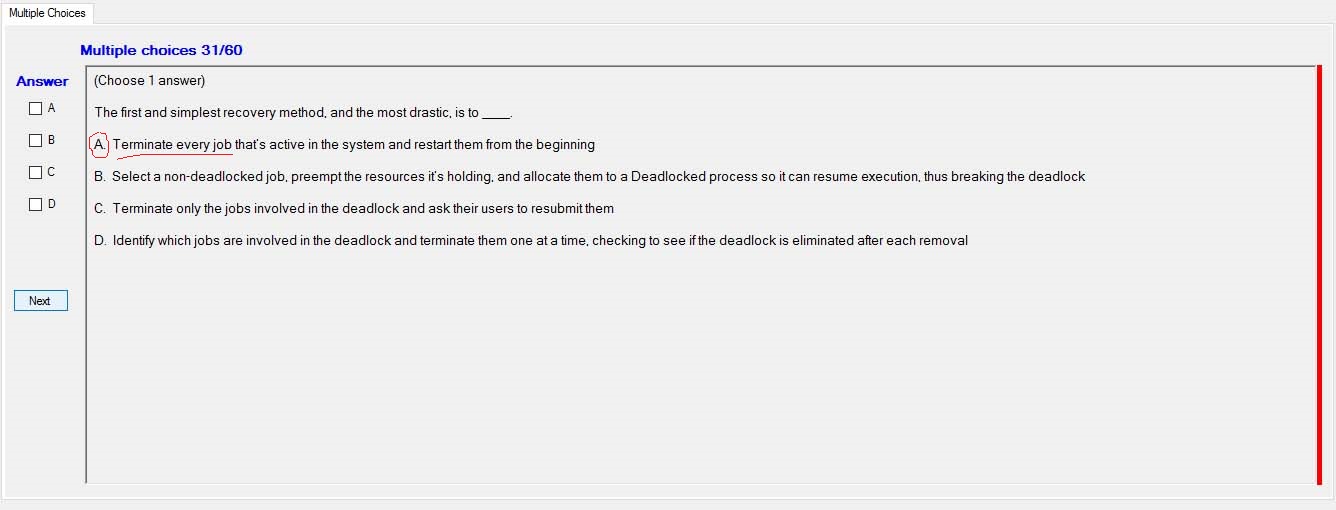 Multiple Choices
Multiple choices 31/60
Answer
A
B
C
D
Next
(Choose 1 answer)
The first and simplest recovery method, and the most drastic, is to ____.
A. Terminate every job that's active in the system and restart them from the beginning
B. Select a non-deadlocked job, preempt the resources it's holding, and allocate them to a Deadlocked process so it can resume execution, thus breaking the deadlock
C. Terminate only the jobs involved in the deadlock and ask their users to resubmit them
D. Identify which jobs are involved in the deadlock and terminate them one at a time, checking to see if the deadlock is eliminated after each removal